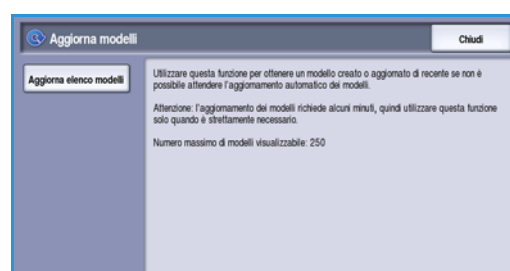 Aggiorna modelli
Chiudi
Aggiorna elenco modelli
Utilizzare questa funzione per ottenere un modello creato o aggiornato di recente se non è
possibile attendere l'aggiornamento automatico dei modelli.
Attenzione: l'aggiornamento dei modelli richiede alcuni minuti, quindi utilizzare questa funzione
solo quando è strettamente necessario.
Numero massimo di modelli visualizzabile: 250